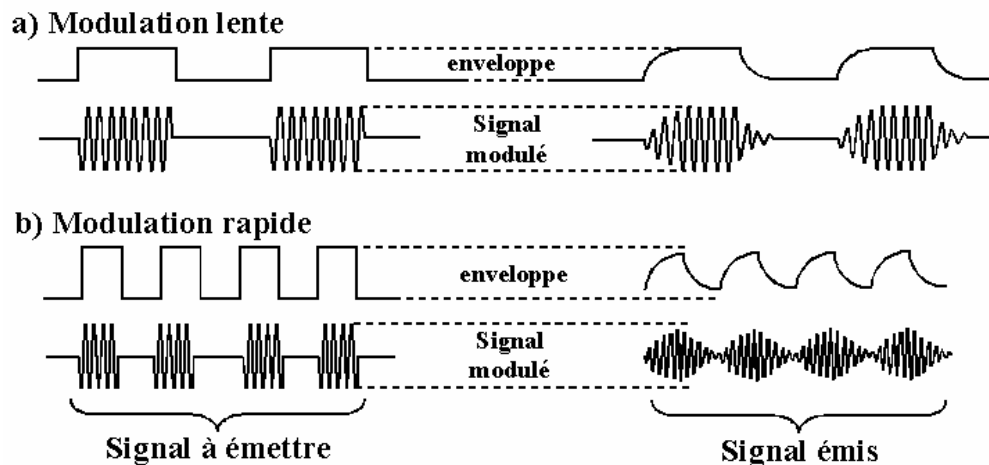 a) Modulation lente
enveloppe
Signal
modulé
b) Modulation rapide
enveloppe
Signal
modulé
Signal à émettre
Signal émis